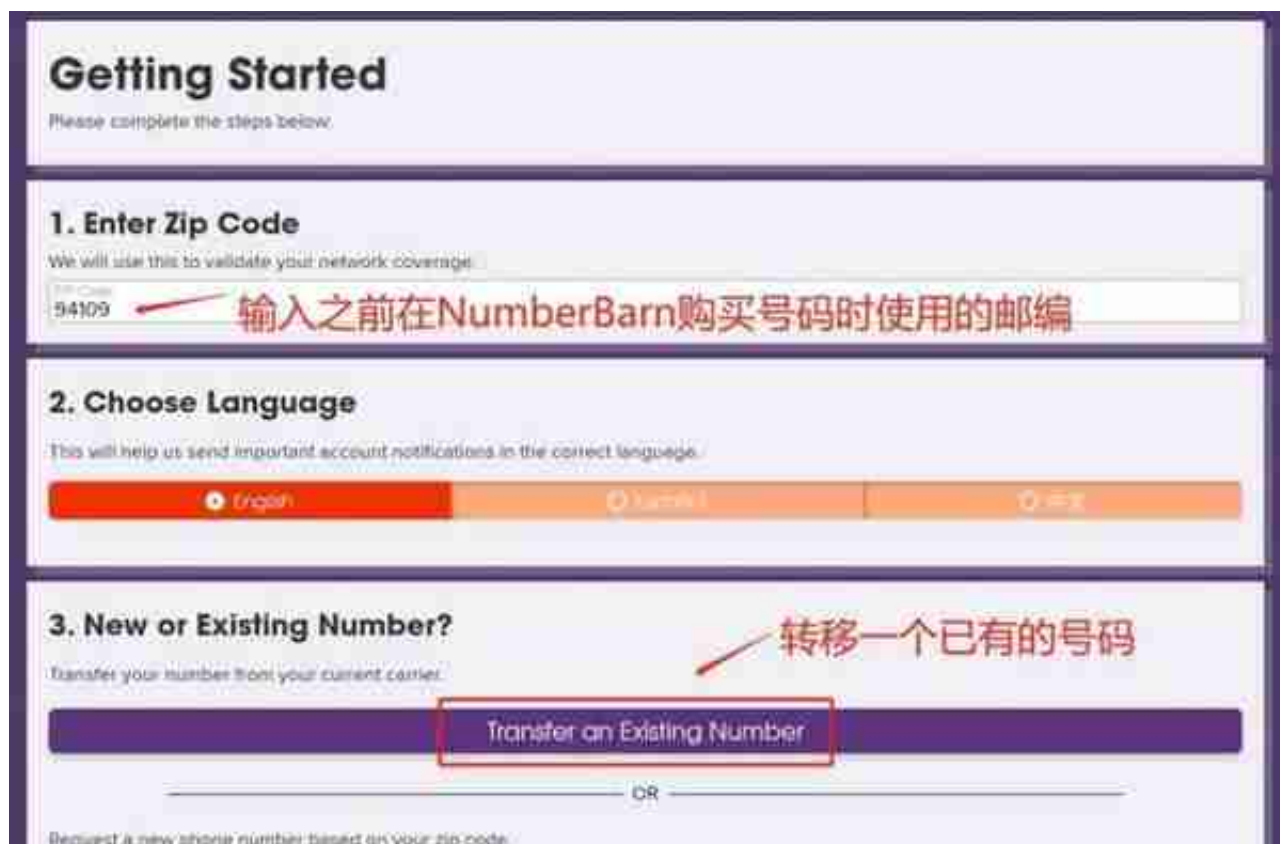 Getting Started
Please complete the steps below.
1. Enter Zip Code
We will use this to validate your network coverage.
ZIP Code
94109
输入之前在NumberBarn购买号码时使用的邮编
2. Choose Language
This will help us send important account notifications in the correct language.
English
中文
3. New or Existing Number?
转移一个已有的号码
Transfer your number from your current carrier.
Transfer an Existing Number
OR
Request a new phone number based on your zip code.